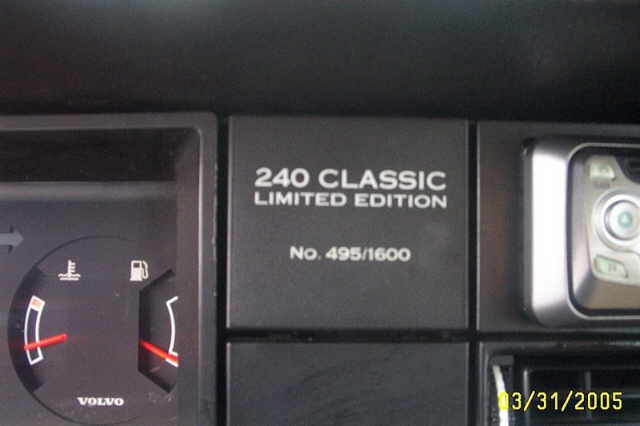 240 CLASSIC
LIMITED EDITION
No. 495/1600
VOLVO
03/31/2005